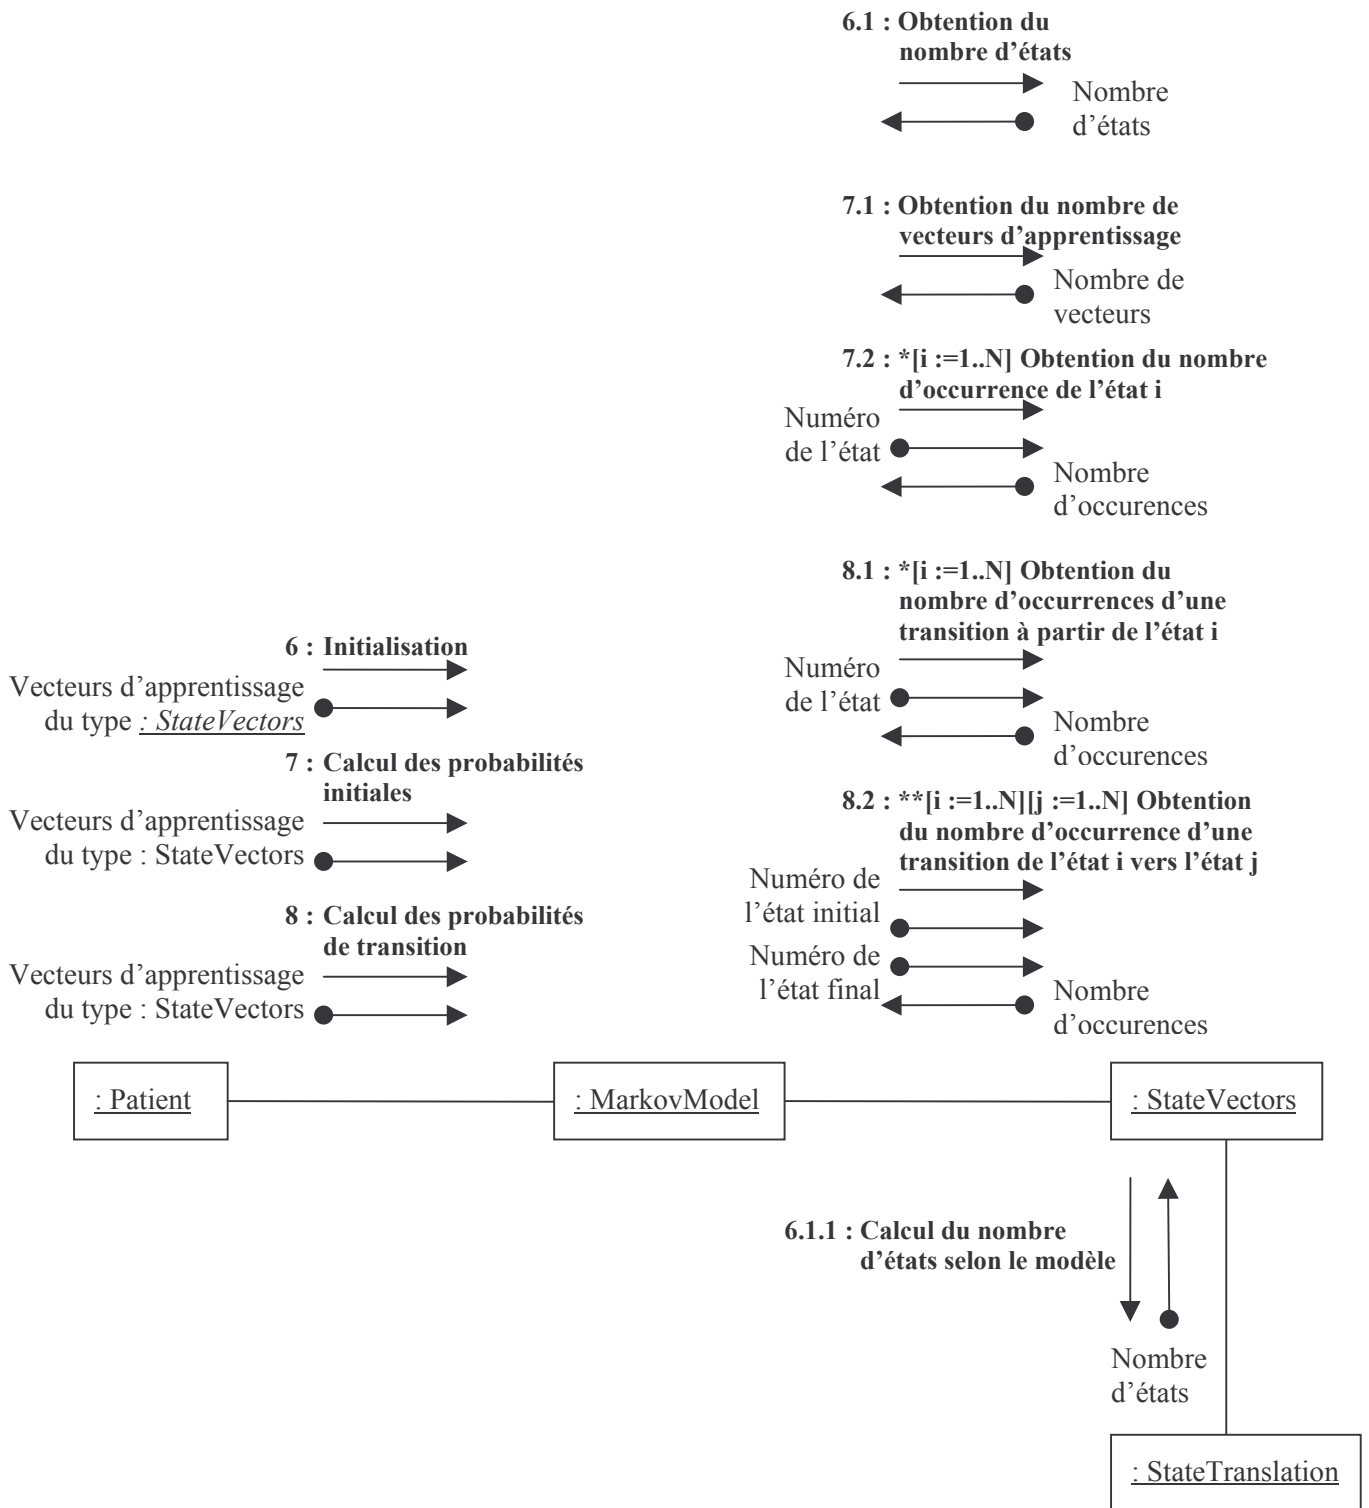 6.1 : Obtention du
nombre d’états
Nombre
d’états
7.1 : Obtention du nombre de
vecteurs d’apprentissage
Nombre de
vecteurs
7.2 : *[i :=1..N] Obtention du nombre
d’occurrence de l’état i
Numéro
de l’état
Nombre
d’occurences
8.1 : *[i :=1..N] Obtention du
nombre d’occurrences d’une
transition à partir de l’état i
Numéro
de l’état
Nombre
d’occurences
6 : Initialisation
Vecteurs d’apprentissage
du type : StateVectors
7 : Calcul des probabilités
initiales
Vecteurs d’apprentissage
du type : StateVectors
8 : Calcul des probabilités
de transition
Vecteurs d’apprentissage
du type : StateVectors
8.2 : **[i :=1..N][j :=1..N] Obtention
du nombre d’occurrence d’une
transition de l’état i vers l’état j
Numéro de
l’état initial
Numéro de
l’état final
Nombre
d’occurences
: Patient
: MarkovModel
: StateVectors
6.1.1 : Calcul du nombre
d’états selon le modèle
Nombre
d’états
: StateTranslation